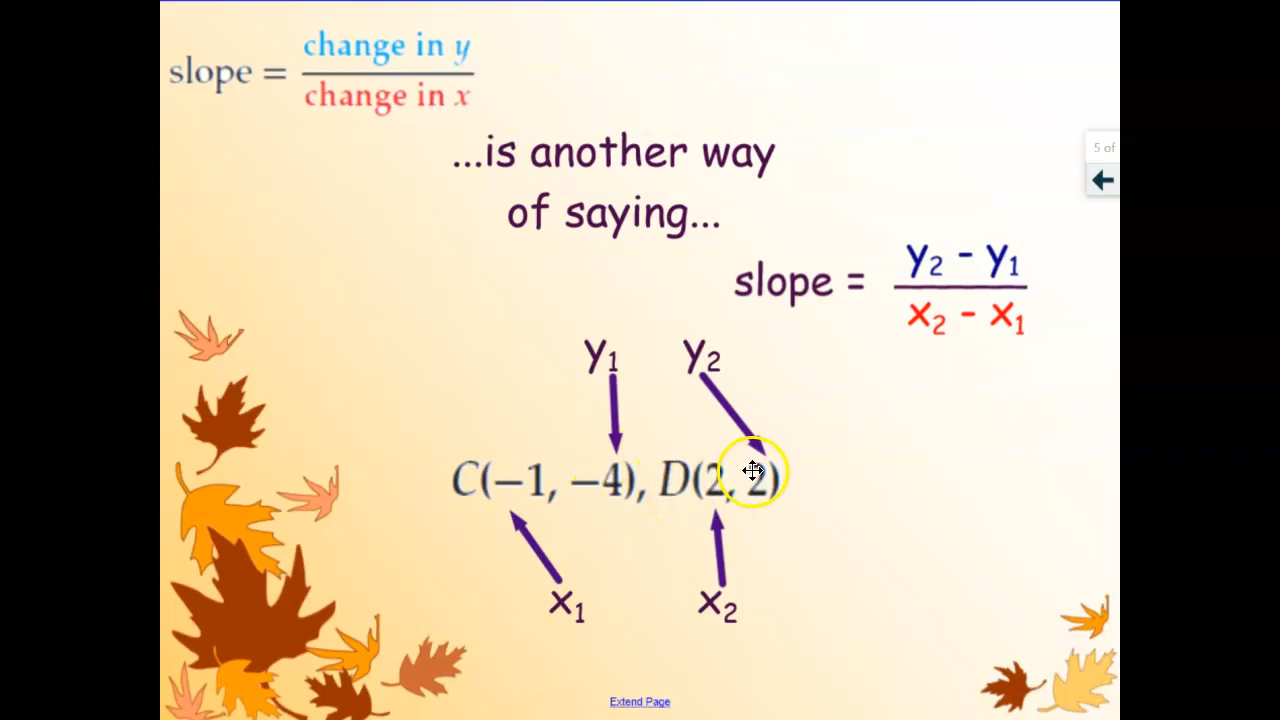 slope = change in y / change in x
...is another way
of saying...
slope = y₂ - y₁ / x₂ - x₁
y₁ y₂
C(−1, −4), D(2, 2)
x₁ x₂
5 of
Extend Page